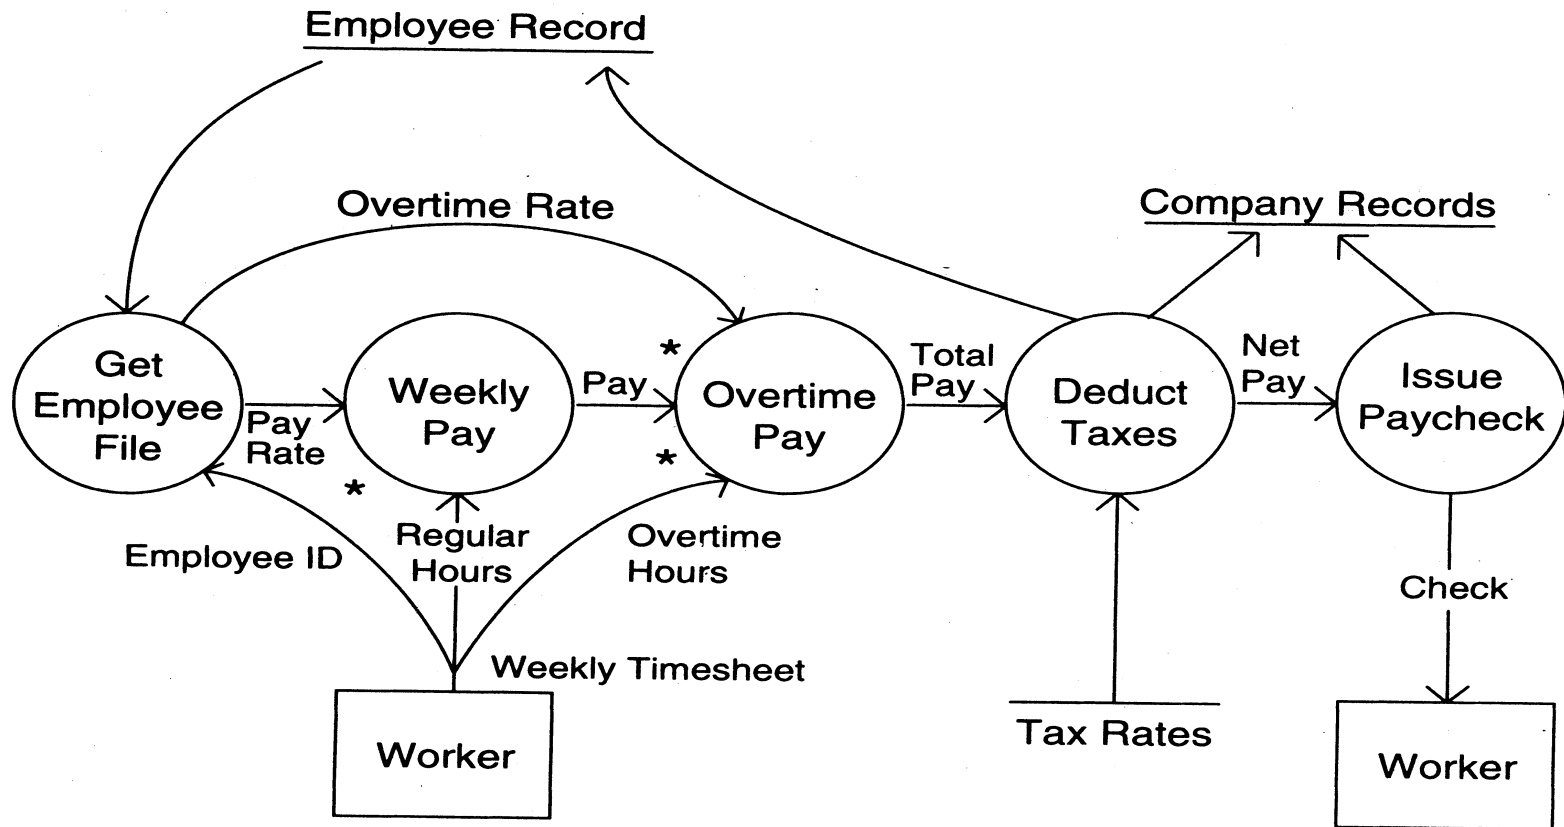 Employee Record
Overtime Rate
Company Records
Get
Employee
File
Pay
Rate
*
Weekly
Pay
Pay
*
*
Overtime
Pay
Total
Pay
Deduct
Taxes
Net
Pay
Issue
Paycheck
Employee ID
Regular
Hours
Overtime
Hours
Check
Weekly Timesheet
Worker
Tax Rates
Worker